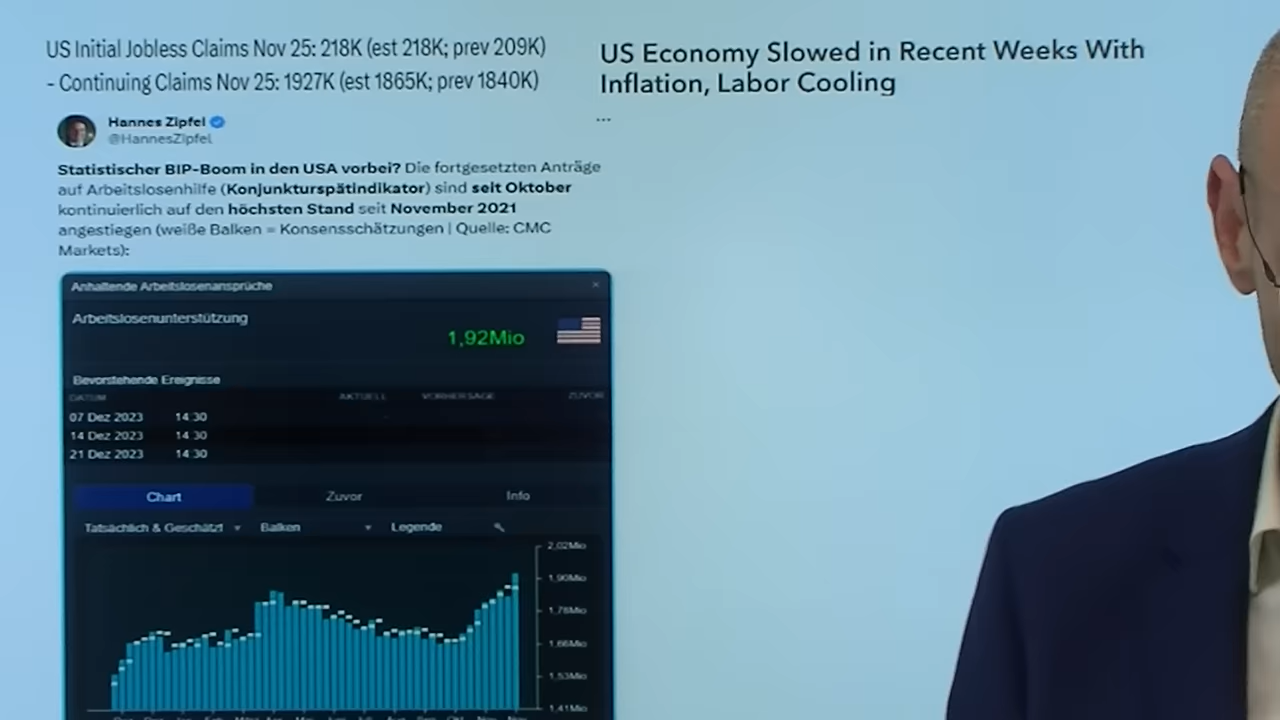 US Initial Jobless Claims Nov 25: 218K (est 218K; prev 209K)
- Continuing Claims Nov 25: 1927K (est 1865K; prev 1840K)
US Economy Slowed in Recent Weeks With
Inflation, Labor Cooling
...
Hannes Zipfel
@HannesZipfel
Statistischer BIP-Boom in den USA vorbei? Die fortgesetzten Anträge
auf Arbeitslosenhilfe (Konjunkturspätindikator) sind seit Oktober
kontinuierlich auf den höchsten Stand seit November 2021
angestiegen (weiße Balken = Konsensschätzungen | Quelle: CMC
Markets):
Anhaltende Arbeitslosenansprüche
Arbeitslosenunterstützung
1,92Mio
Bevorstehende Ereignisse
DATUM AKTUELL VORHERSAGE ZUVOR
07 Dez 2023 14:30
14 Dez 2023 14:30
21 Dez 2023 14:30
Chart Zuvor Info
Tatsächlich & Geschätzt Balken Legende
2,02Mio
1,90Mio
1,78Mio
1,66Mio
1,53Mio
1,41Mio